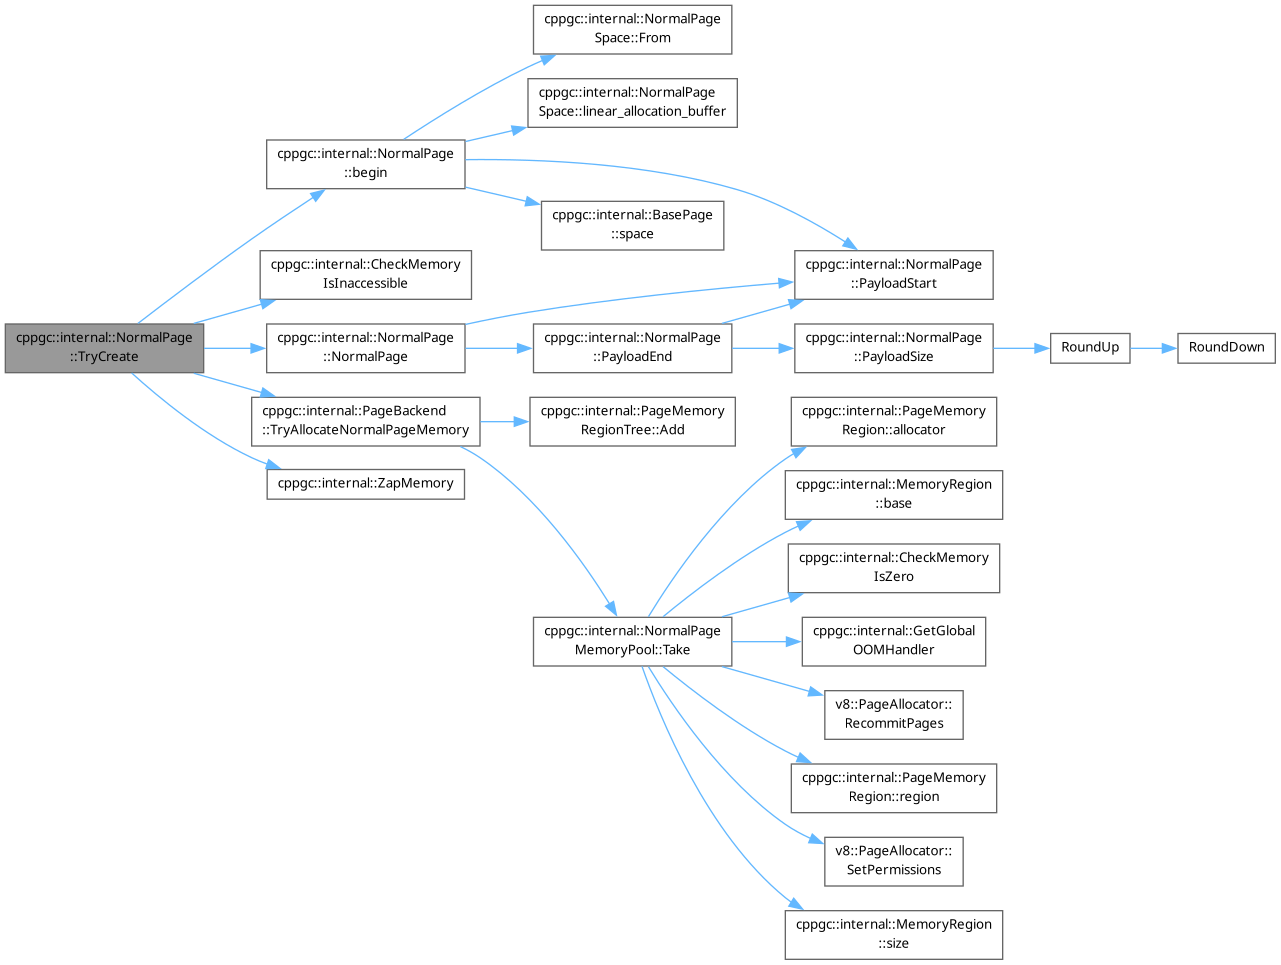 cppgc::internal::NormalPage
::TryCreate
cppgc::internal::NormalPage
::begin
cppgc::internal::NormalPage
Space::From
cppgc::internal::NormalPage
Space::linear_allocation_buffer
cppgc::internal::NormalPage
::PayloadStart
cppgc::internal::BasePage
::space
cppgc::internal::CheckMemory
IsInaccessible
cppgc::internal::NormalPage
::NormalPage
cppgc::internal::NormalPage
::PayloadEnd
cppgc::internal::NormalPage
::PayloadSize
RoundUp
RoundDown
cppgc::internal::PageBackend
::TryAllocateNormalPageMemory
cppgc::internal::PageMemory
RegionTree::Add
cppgc::internal::NormalPage
MemoryPool::Take
cppgc::internal::PageMemory
Region::allocator
cppgc::internal::MemoryRegion
::base
cppgc::internal::CheckMemory
IsZero
cppgc::internal::GetGlobal
OOMHandler
v8::PageAllocator::
RecommitPages
cppgc::internal::PageMemory
Region::region
v8::PageAllocator::
SetPermissions
cppgc::internal::MemoryRegion
::size
cppgc::internal::ZapMemory